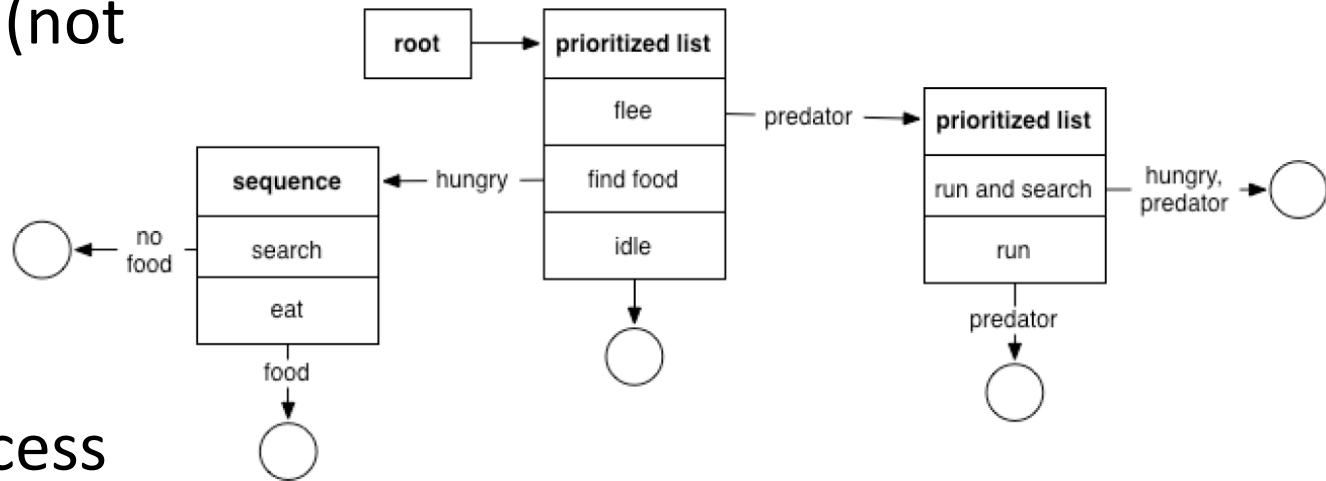 (not
root
prioritized list
flee
predator
prioritized list
sequence
hungry
find food
run and search
hungry,
predator
no
food
search
idle
run
eat
predator
food
cess